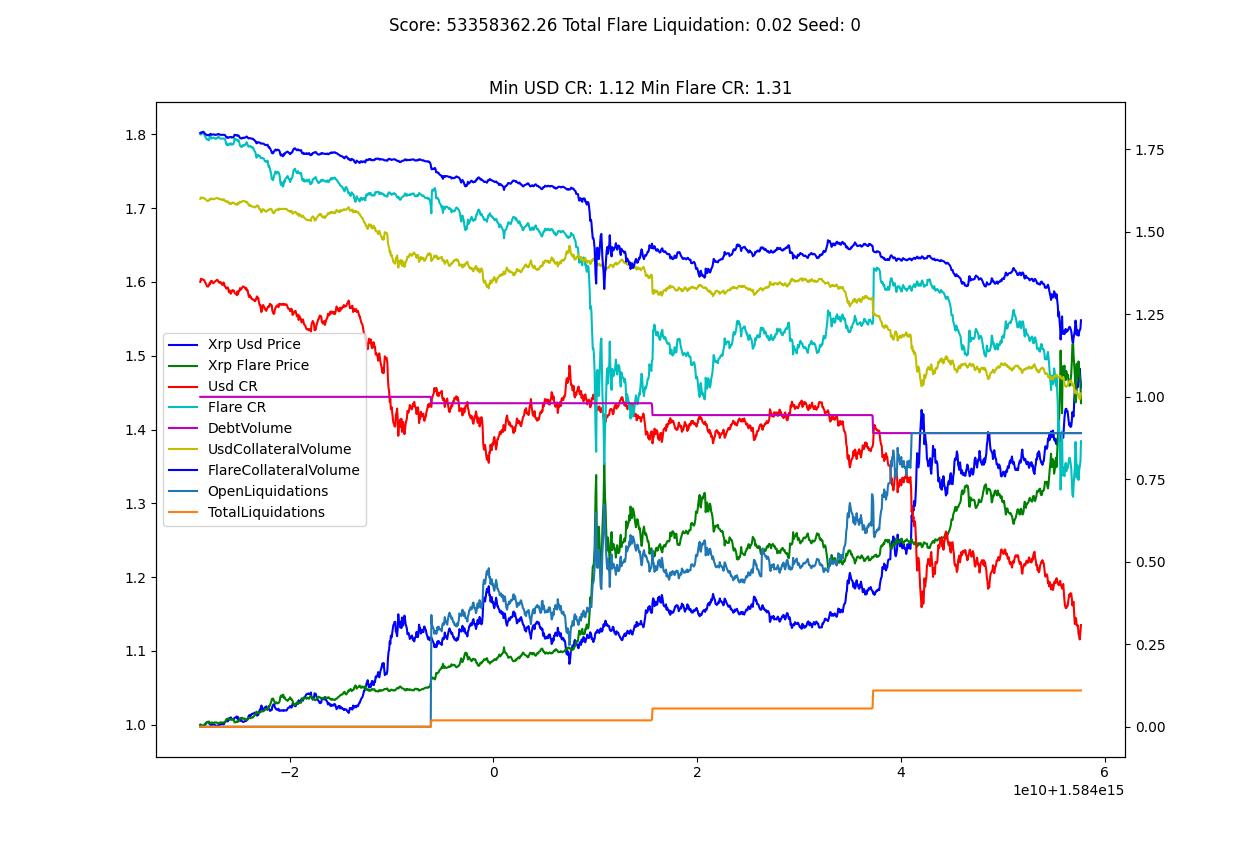 Score: 53358362.26 Total Flare Liquidation: 0.02 Seed: 0
Min USD CR: 1.12 Min Flare CR: 1.31
1.8
1.7
1.6
1.5
1.4
1.3
1.2
1.1
1.0
Xrp Usd Price
Xrp Flare Price
Usd CR
Flare CR
DebtVolume
UsdCollateralVolume
FlareCollateralVolume
OpenLiquidations
TotalLiquidations
1.75
1.50
1.25
1.00
0.75
0.50
0.25
0.00
−2 0 2 4 6
1e10+1.584e15